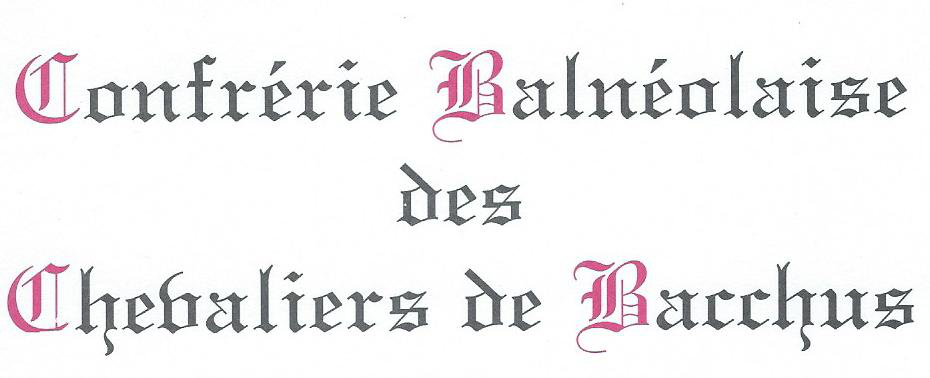 Confrérie Balnéolaise
des
Chevaliers de Bacchus